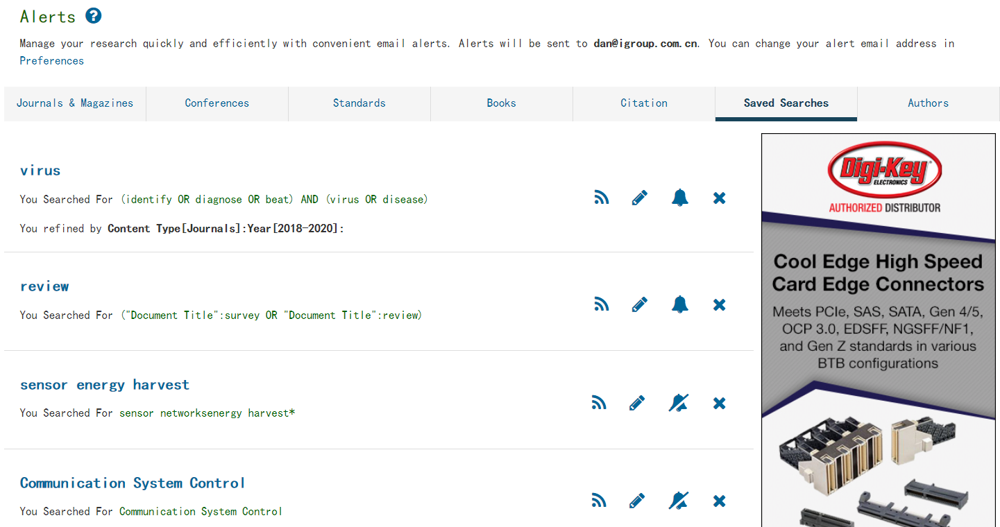 Alerts ?
Manage your research quickly and efficiently with convenient email alerts. Alerts will be sent to dan@igroup.com.cn. You can change your alert email address in
Preferences
Journals & Magazines
Conferences
Standards
Books
Citation
Saved Searches
Authors
virus
You Searched For (identify OR diagnose OR beat) AND (virus OR disease)
You refined by Content Type[Journals]:Year[2018-2020]:
review
You Searched For ("Document Title":survey OR "Document Title":review)
sensor energy harvest
You Searched For sensor networksenergy harvest*
Communication System Control
You Searched For Communication System Control
Digi-Key
ELECTRONICS
AUTHORIZED DISTRIBUTOR
Cool Edge High Speed
Card Edge Connectors
Meets PCIe, SAS, SATA, Gen 4/5,
OCP 3.0, EDSFF, NGSFF/NF1,
and Gen Z standards in various
BTB configurations